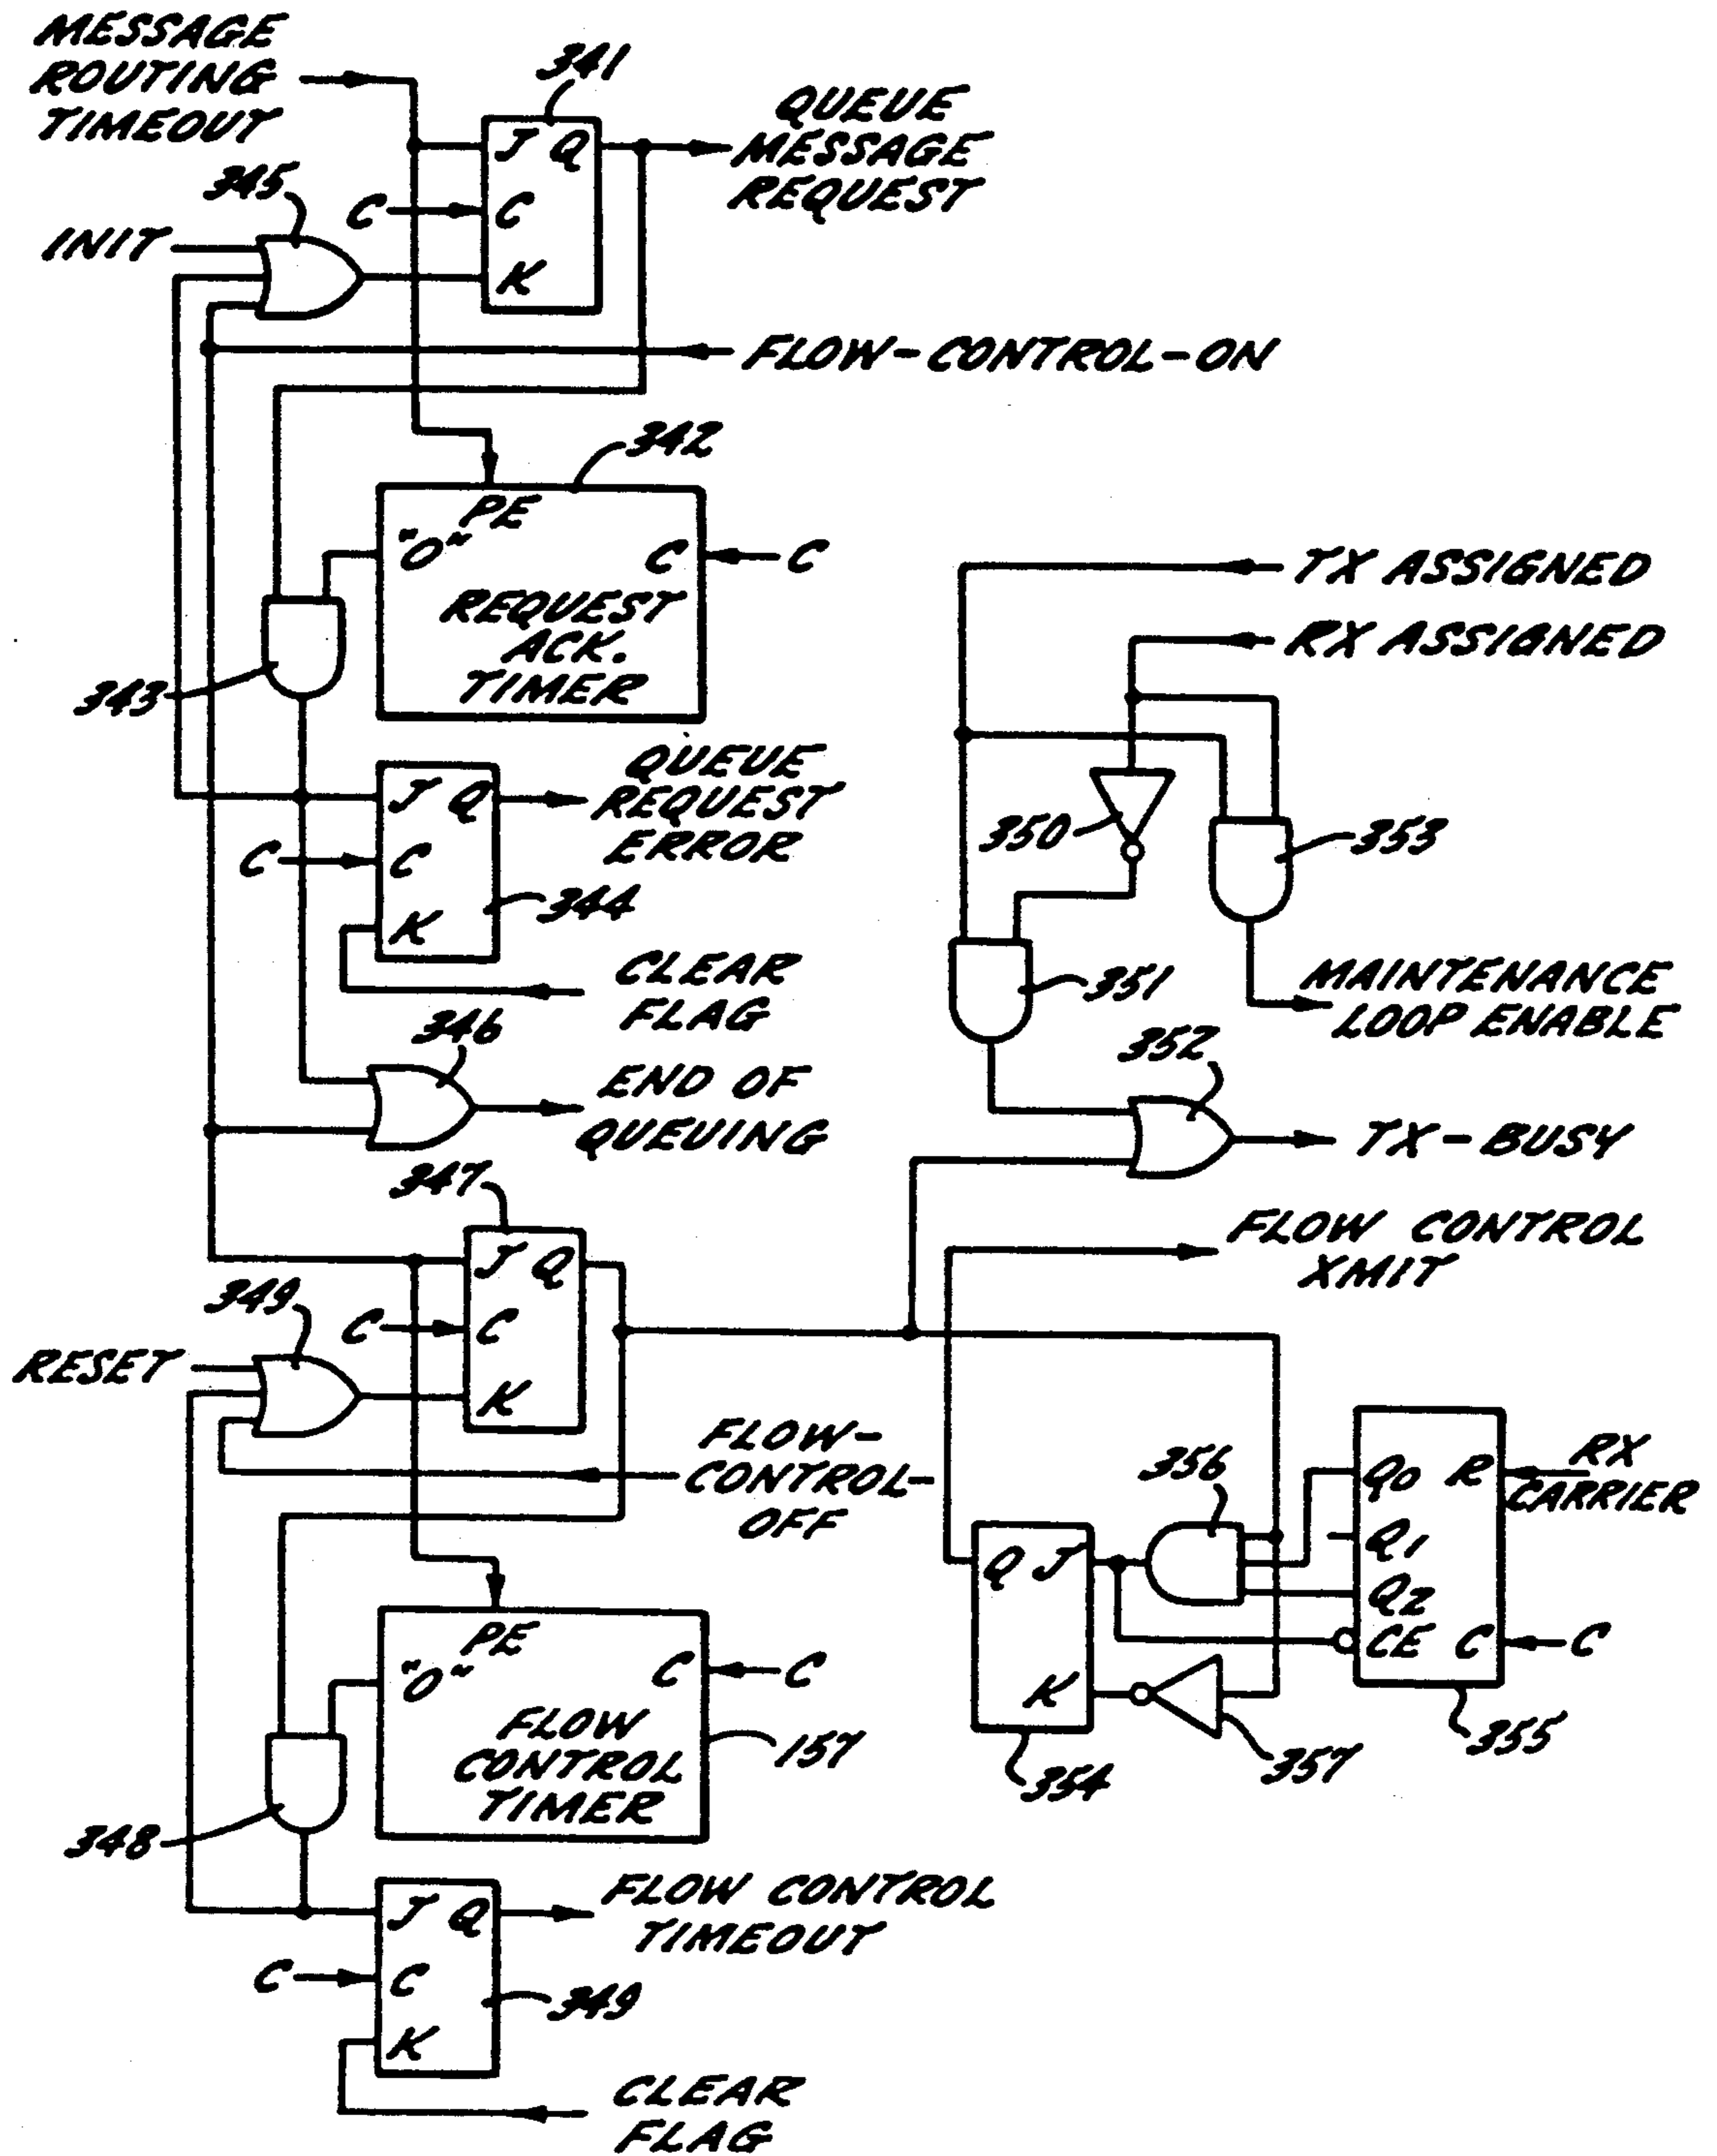 MESSAGE
ROUTING
TIMEOUT
341
J Q
C
K
QUEUE
MESSAGE
REQUEST
345
C
INIT
FLOW-CONTROL-ON
342
PE
"O"
C
C
REQUEST
ACK.
TIMER
343
J Q
C
K
C
QUEUE
REQUEST
ERROR
344
CLEAR
FLAG
346
END OF
QUEUING
TX ASSIGNED
RX ASSIGNED
350
353
351
MAINTENANCE
LOOP ENABLE
352
TX-BUSY
347
J Q
C
K
C
349
RESET
FLOW-
CONTROL-
OFF
FLOW CONTROL
XMIT
356
Q0 R
Q1
Q2
CE C
RX
CARRIER
C
355
Q J
K
354
357
PE
"O"
C
C
FLOW
CONTROL
TIMER
157
348
J Q
C
K
C
FLOW CONTROL
TIMEOUT
349
CLEAR
FLAG